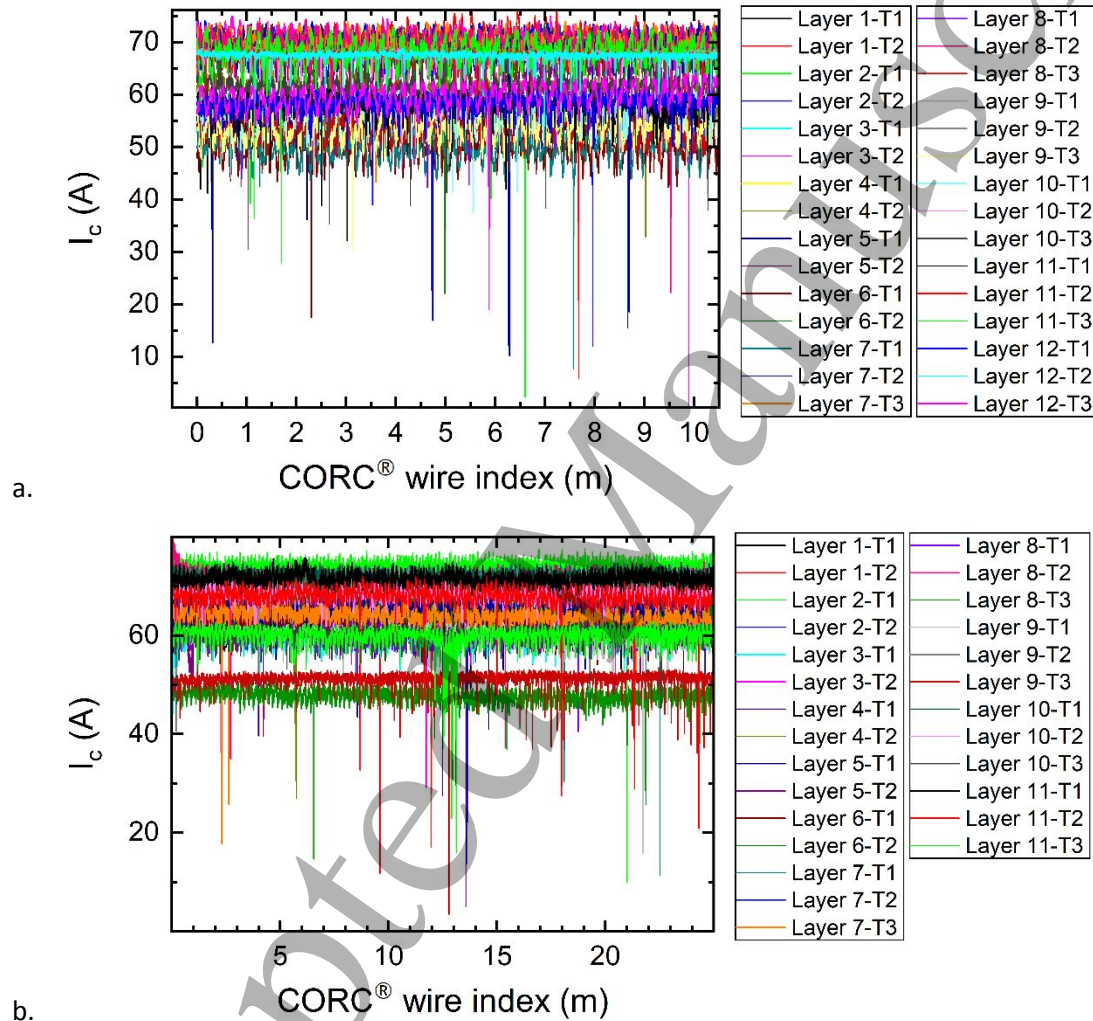 70
60
50
40
30
20
10
0 1 2 3 4 5 6 7 8 9 10
I_c (A)
CORC® wire index (m)
Layer 1-T1
Layer 1-T2
Layer 2-T1
Layer 2-T2
Layer 3-T1
Layer 3-T2
Layer 4-T1
Layer 4-T2
Layer 5-T1
Layer 5-T2
Layer 6-T1
Layer 6-T2
Layer 7-T1
Layer 7-T2
Layer 7-T3
Layer 8-T1
Layer 8-T2
Layer 8-T3
Layer 9-T1
Layer 9-T2
Layer 9-T3
Layer 10-T1
Layer 10-T2
Layer 10-T3
Layer 11-T1
Layer 11-T2
Layer 11-T3
Layer 12-T1
Layer 12-T2
Layer 12-T3
a.
60
40
20
5 10 15 20
I_c (A)
CORC® wire index (m)
Layer 1-T1
Layer 1-T2
Layer 2-T1
Layer 2-T2
Layer 3-T1
Layer 3-T2
Layer 4-T1
Layer 4-T2
Layer 5-T1
Layer 5-T2
Layer 6-T1
Layer 6-T2
Layer 7-T1
Layer 7-T2
Layer 7-T3
Layer 8-T1
Layer 8-T2
Layer 8-T3
Layer 9-T1
Layer 9-T2
Layer 9-T3
Layer 10-T1
Layer 10-T2
Layer 10-T3
Layer 11-T1
Layer 11-T2
Layer 11-T3
b.
pted Manusc